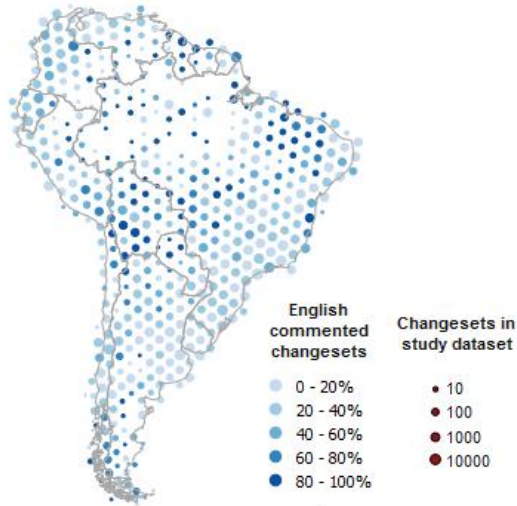 English
commented
changesets
0 - 20%
20 - 40%
40 - 60%
60 - 80%
80 - 100%
Changesets in
study dataset
10
100
1000
10000